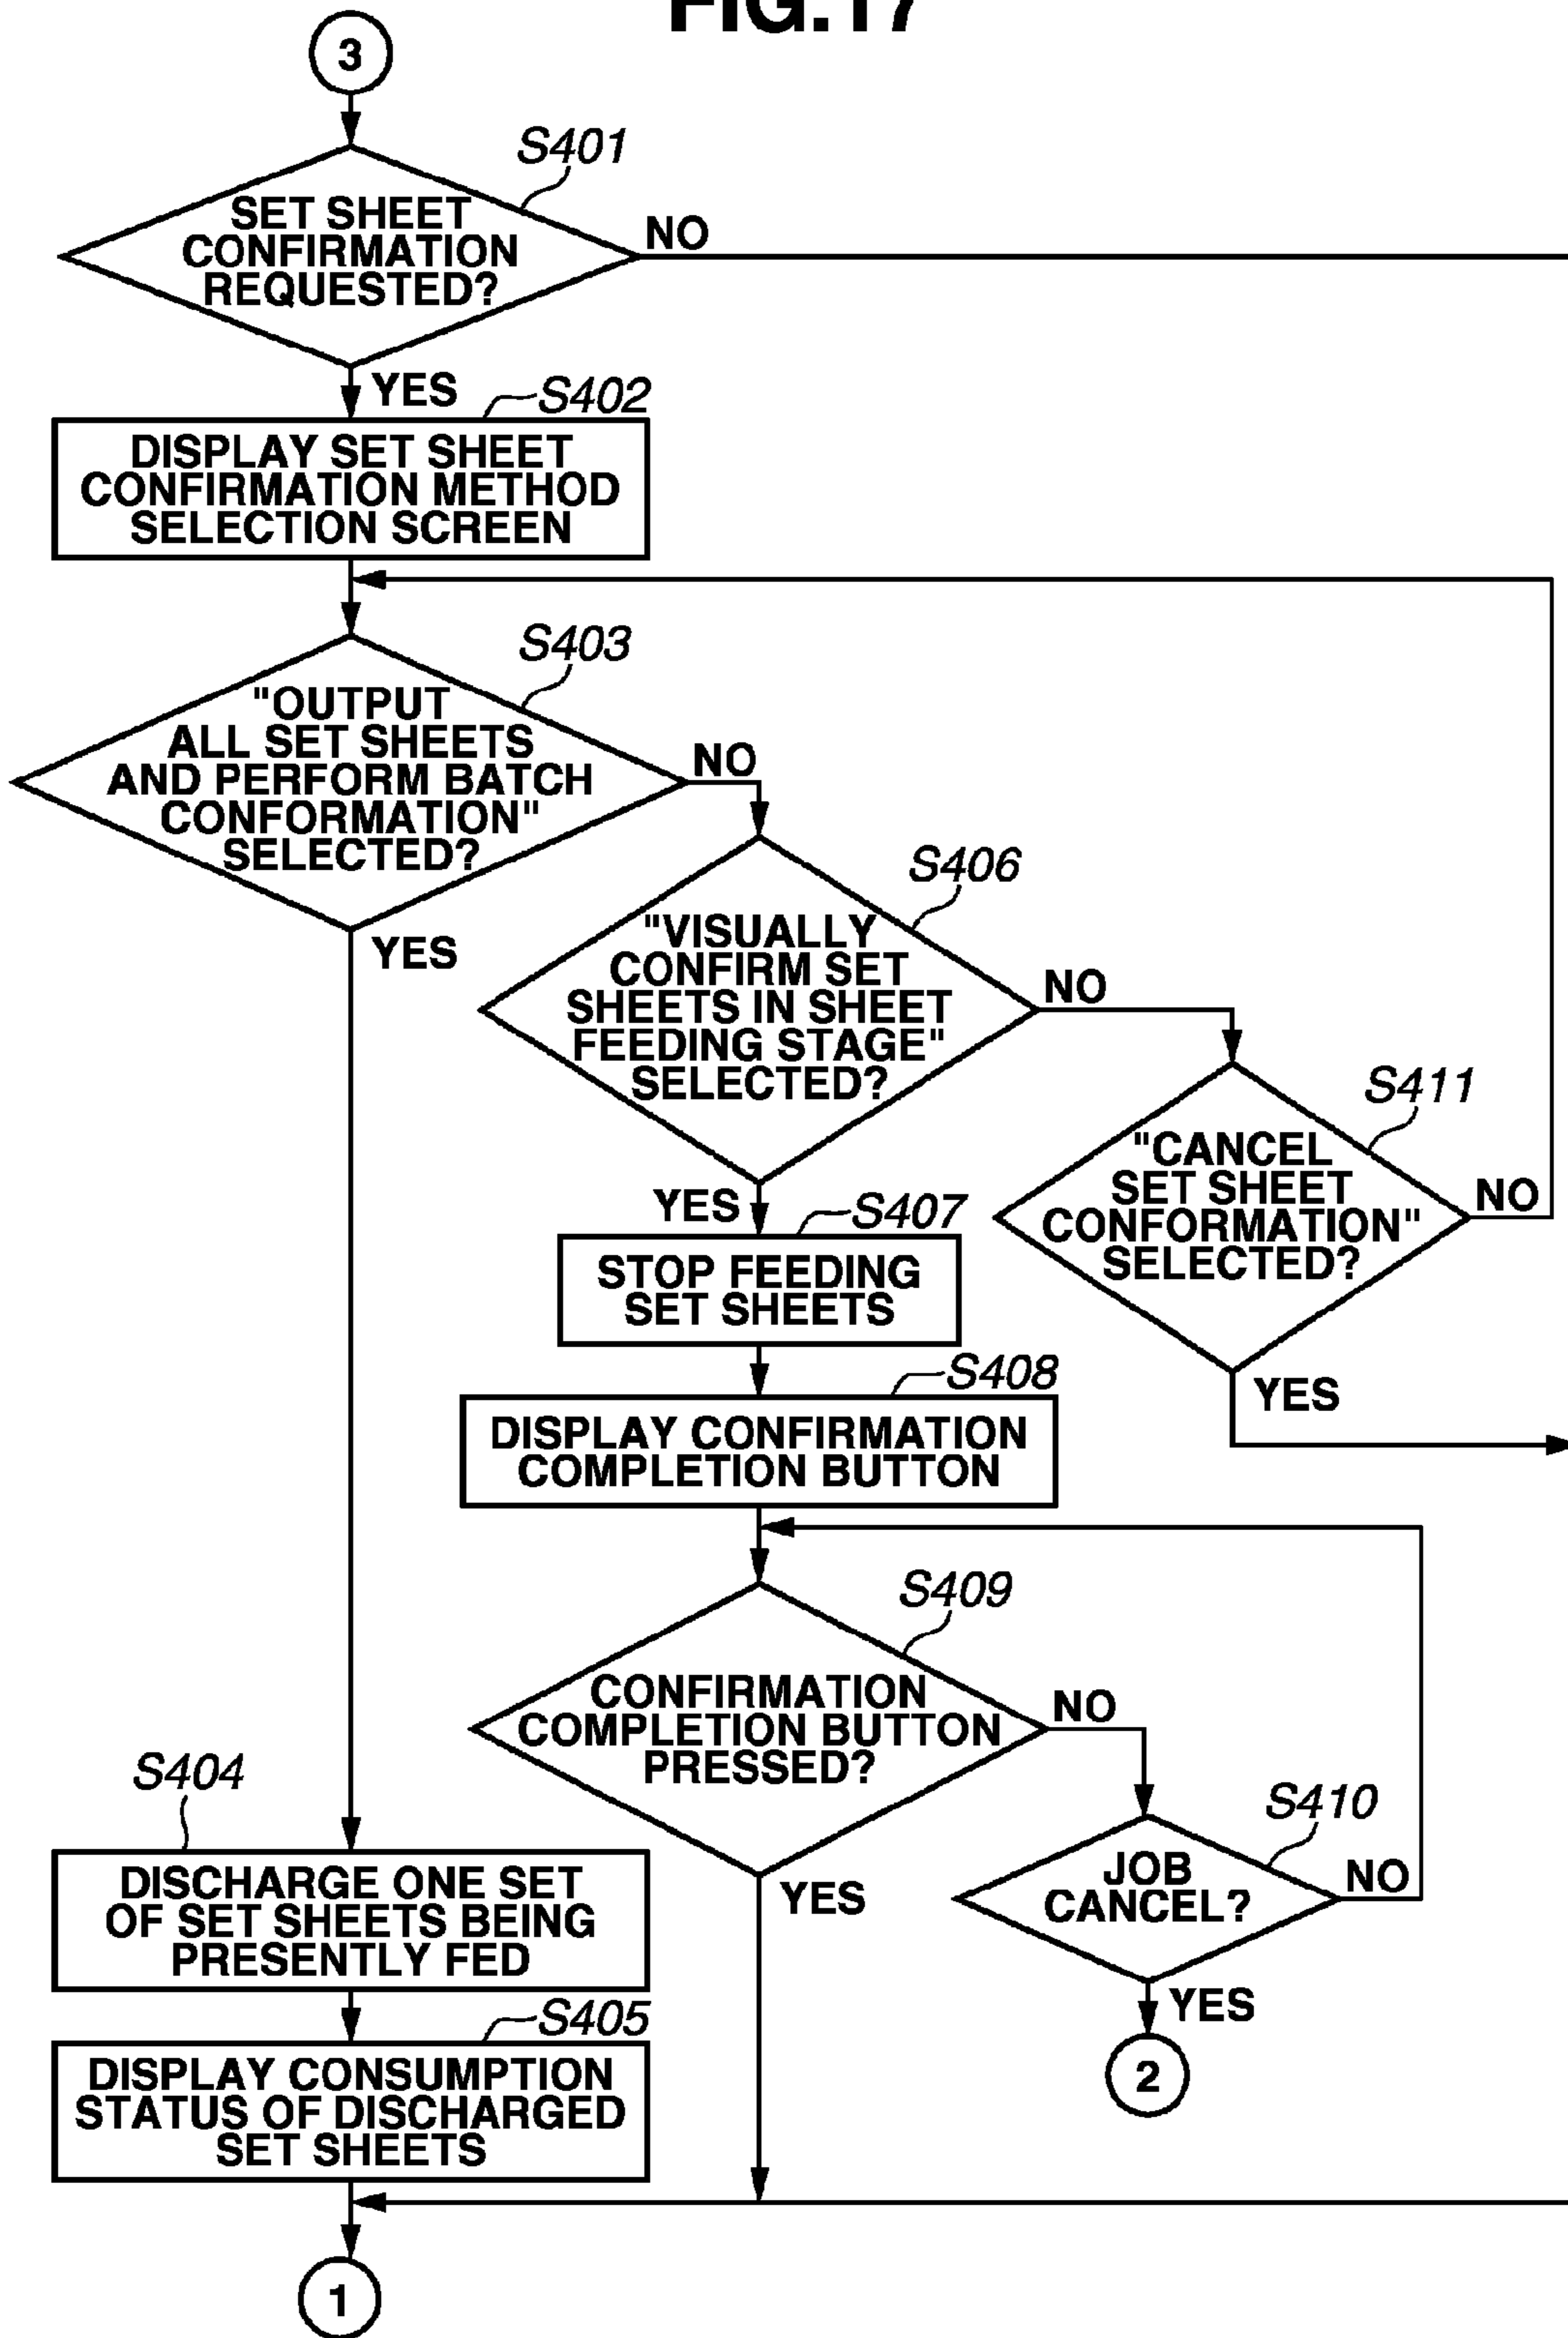 FIG.17
3
S401
SET SHEET
CONFIRMATION
REQUESTED?
NO
YES
S402
DISPLAY SET SHEET
CONFIRMATION METHOD
SELECTION SCREEN
S403
"OUTPUT
ALL SET SHEETS
AND PERFORM BATCH
CONFORMATION"
SELECTED?
NO
YES
S406
"VISUALLY
CONFIRM SET
SHEETS IN SHEET
FEEDING STAGE"
SELECTED?
NO
YES
S411
"CANCEL
SET SHEET
CONFORMATION"
SELECTED?
NO
YES
S407
STOP FEEDING
SET SHEETS
S408
DISPLAY CONFIRMATION
COMPLETION BUTTON
S409
CONFIRMATION
COMPLETION BUTTON
PRESSED?
NO
YES
S410
JOB
CANCEL?
NO
YES
2
S404
DISCHARGE ONE SET
OF SET SHEETS BEING
PRESENTLY FED
S405
DISPLAY CONSUMPTION
STATUS OF DISCHARGED
SET SHEETS
1